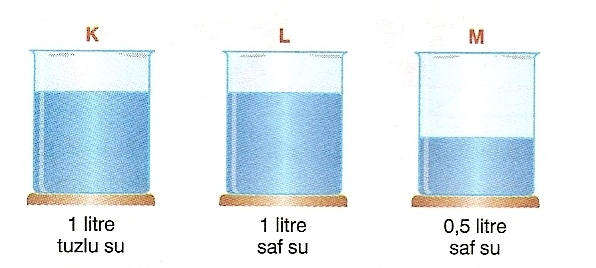 K
L
M
1 litre
tuzlu su
1 litre
saf su
0,5 litre
saf su